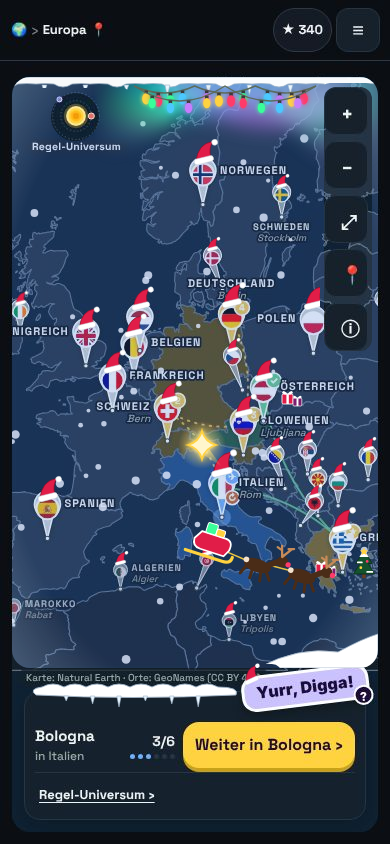 > Europa
★ 340
≡
Regel-Universum
+
−
NORWEGEN
SCHWEDEN
Stockholm
DEUTSCHLAND
POLEN
NIGREICH
BELGIEN
FRANKREICH
ÖSTERREICH
SCHWEIZ
Bern
LOWENIEN
Ljubljana
ITALIEN
Rom
SPANIEN
GRI
ALGERIEN
Algier
MAROKKO
Rabat
LIBYEN
Tripolis
Karte: Natural Earth · Orte: GeoNames (CC BY 4
Yurr, Digga!
?
Bologna
in Italien
3/6
Weiter in Bologna >
Regel-Universum >